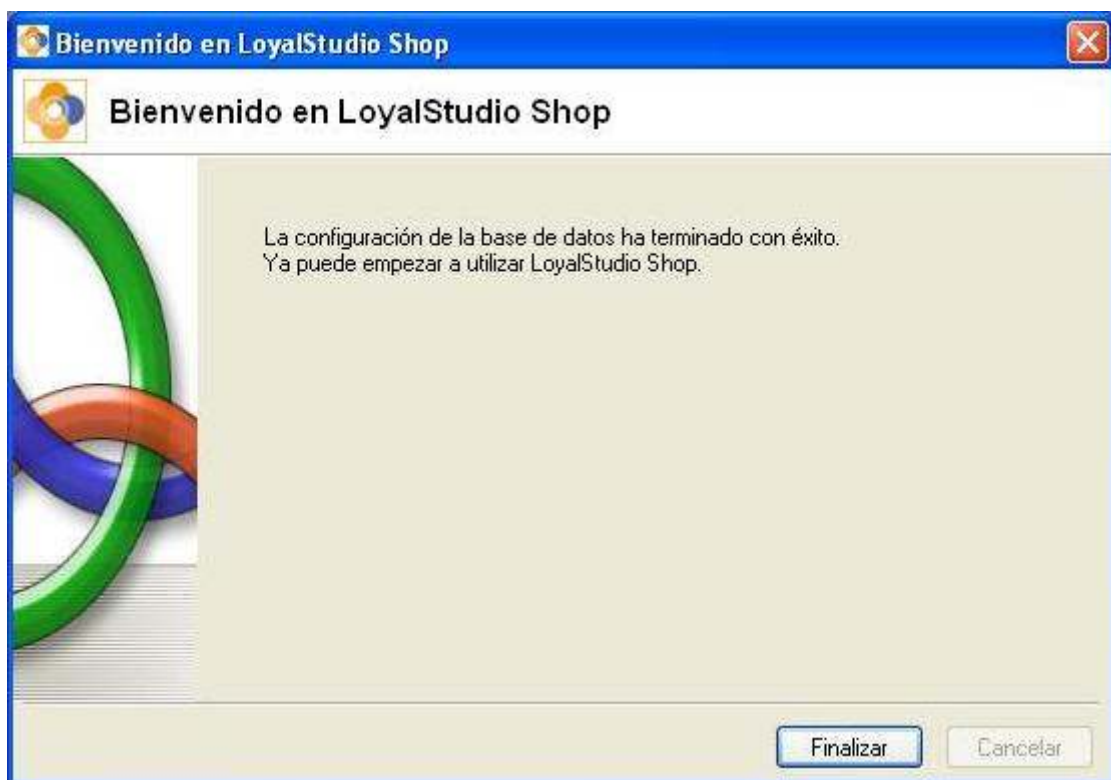 Bienvenido en LoyalStudio Shop
Bienvenido en LoyalStudio Shop
La configuración de la base de datos ha terminado con éxito.
Ya puede empezar a utilizar LoyalStudio Shop.
Finalizar
Cancelar